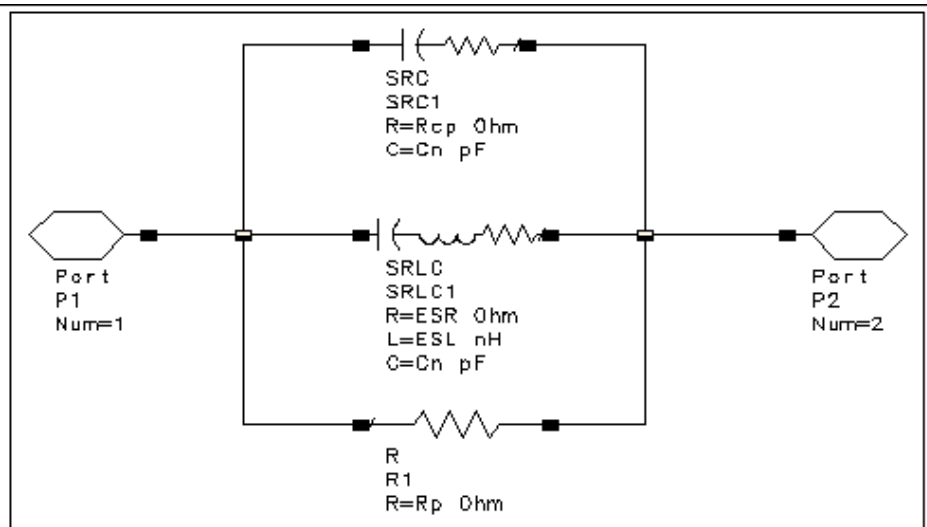 SRC
SRC1
R=Rcp Ohm
C=Cn pF
Port
P1
Num=1
SRLC
SRLC1
R=ESR Ohm
L=ESL nH
C=Cn pF
Port
P2
Num=2
R
R1
R=Rp Ohm